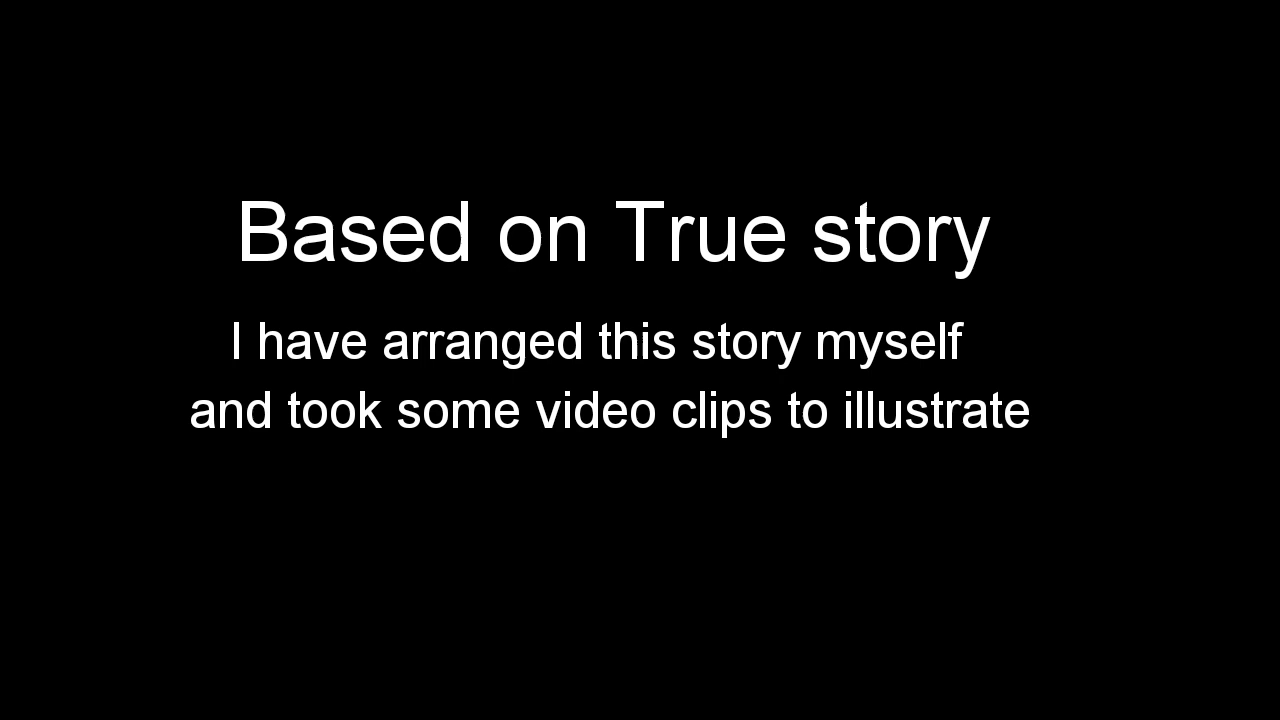 Based on True story
I have arranged this story myself
and took some video clips to illustrate